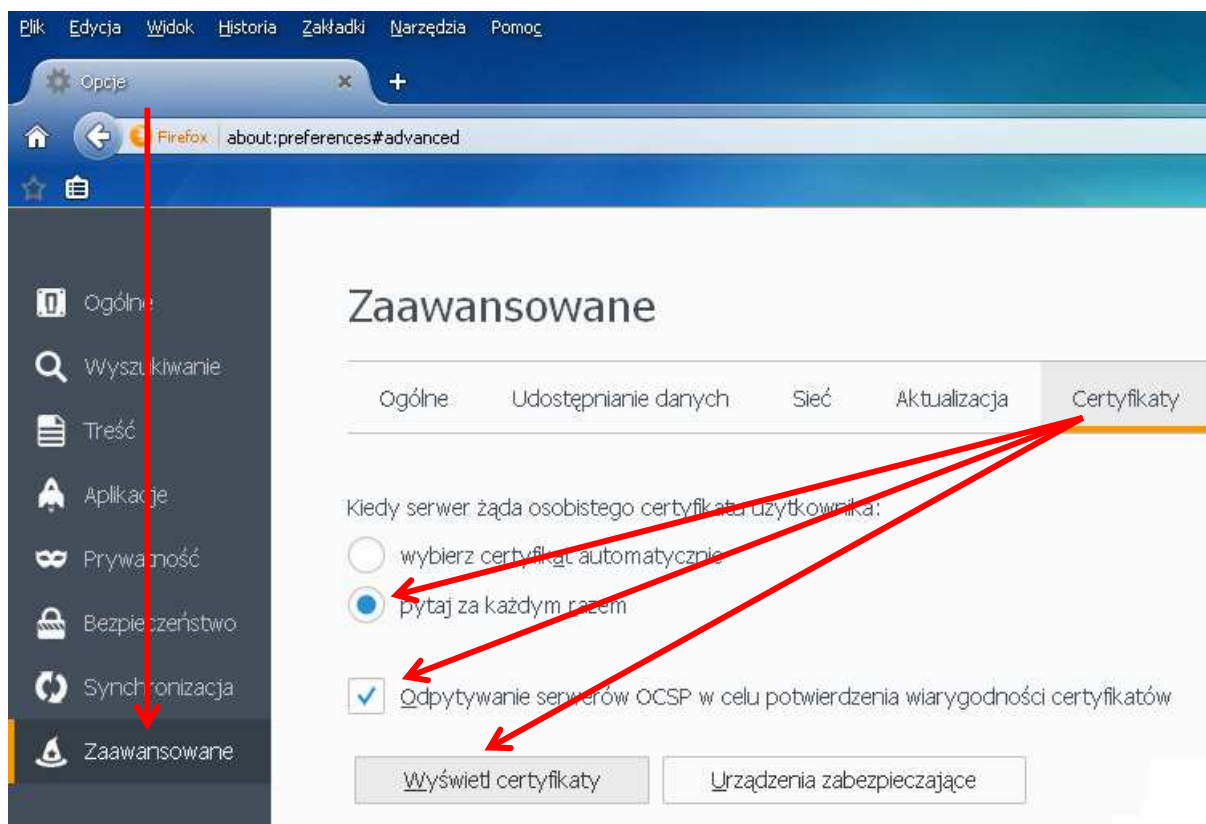 Plik Edycja Widok Historia Zakładki Narzędzia Pomoc
Opcje
Firefox about:preferences#advanced
Ogólne
Wyszukiwanie
Treść
Aplikacje
Prywatność
Bezpieczeństwo
Synchronizacja
Zaawansowane
Zaawansowane
Ogólne Udostępnianie danych Sieć Aktualizacja Certyfikaty
Kiedy serwer żąda osobistego certyfikatu użytkownika:
wybierz certyfikat automatycznie
pytaj za każdym razem
Odpytywanie serwerów OCSP w celu potwierdzenia wiarygodności certyfikatów
Wyświetl certyfikaty Urządzenia zabezpieczające